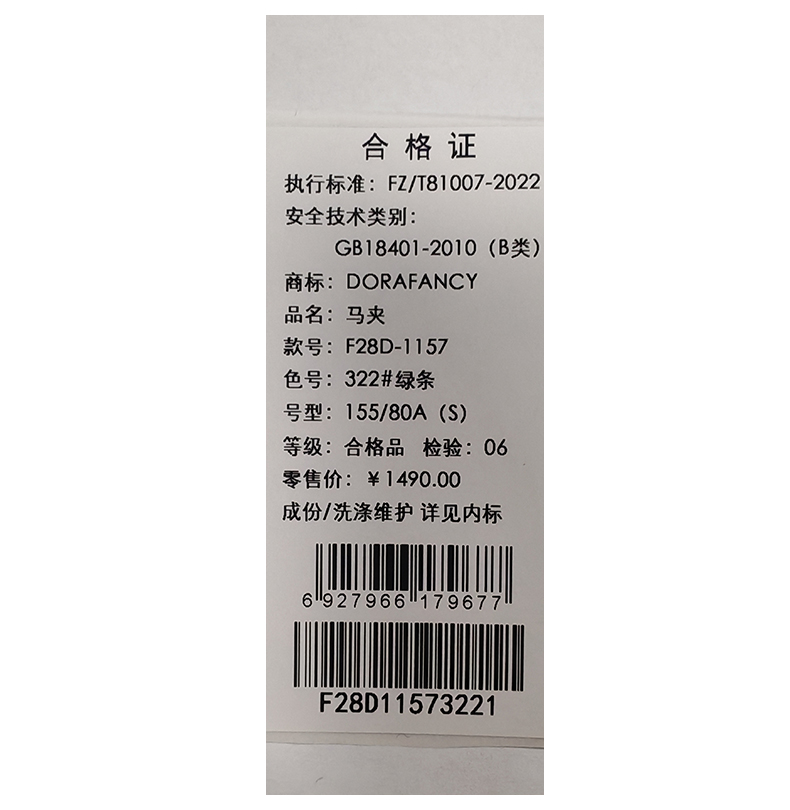 合格证
执行标准：FZ/T81007-2022
安全技术类别：
GB18401-2010（B类）
商标：DORAFANCY
品名：马夹
款号：F28D-1157
色号：322#绿条
号型：155/80A（S）
等级：合格品 检验：06
零售价：￥1490.00
成份/洗涤维护 详见内标
6 927966 179677
F28D11573221